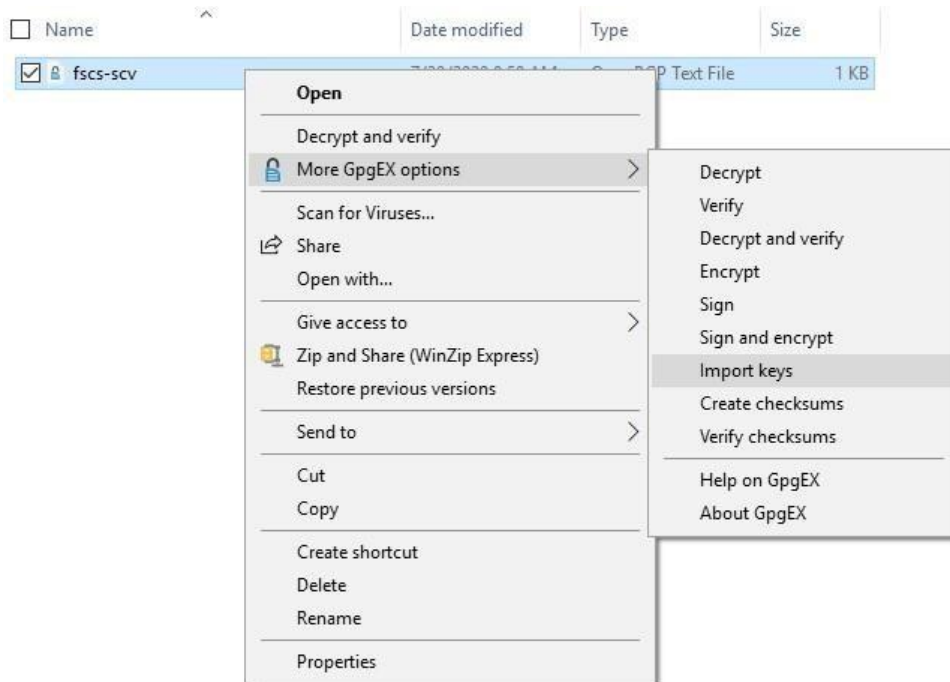 Name Date modified Type Size
fscs-scv PGP Text File 1 KB
Open
Decrypt and verify
More GpgEX options
Scan for Viruses...
Share
Open with...
Give access to
Zip and Share (WinZip Express)
Restore previous versions
Send to
Cut
Copy
Create shortcut
Delete
Rename
Properties
Decrypt
Verify
Decrypt and verify
Encrypt
Sign
Sign and encrypt
Import keys
Create checksums
Verify checksums
Help on GpgEX
About GpgEX